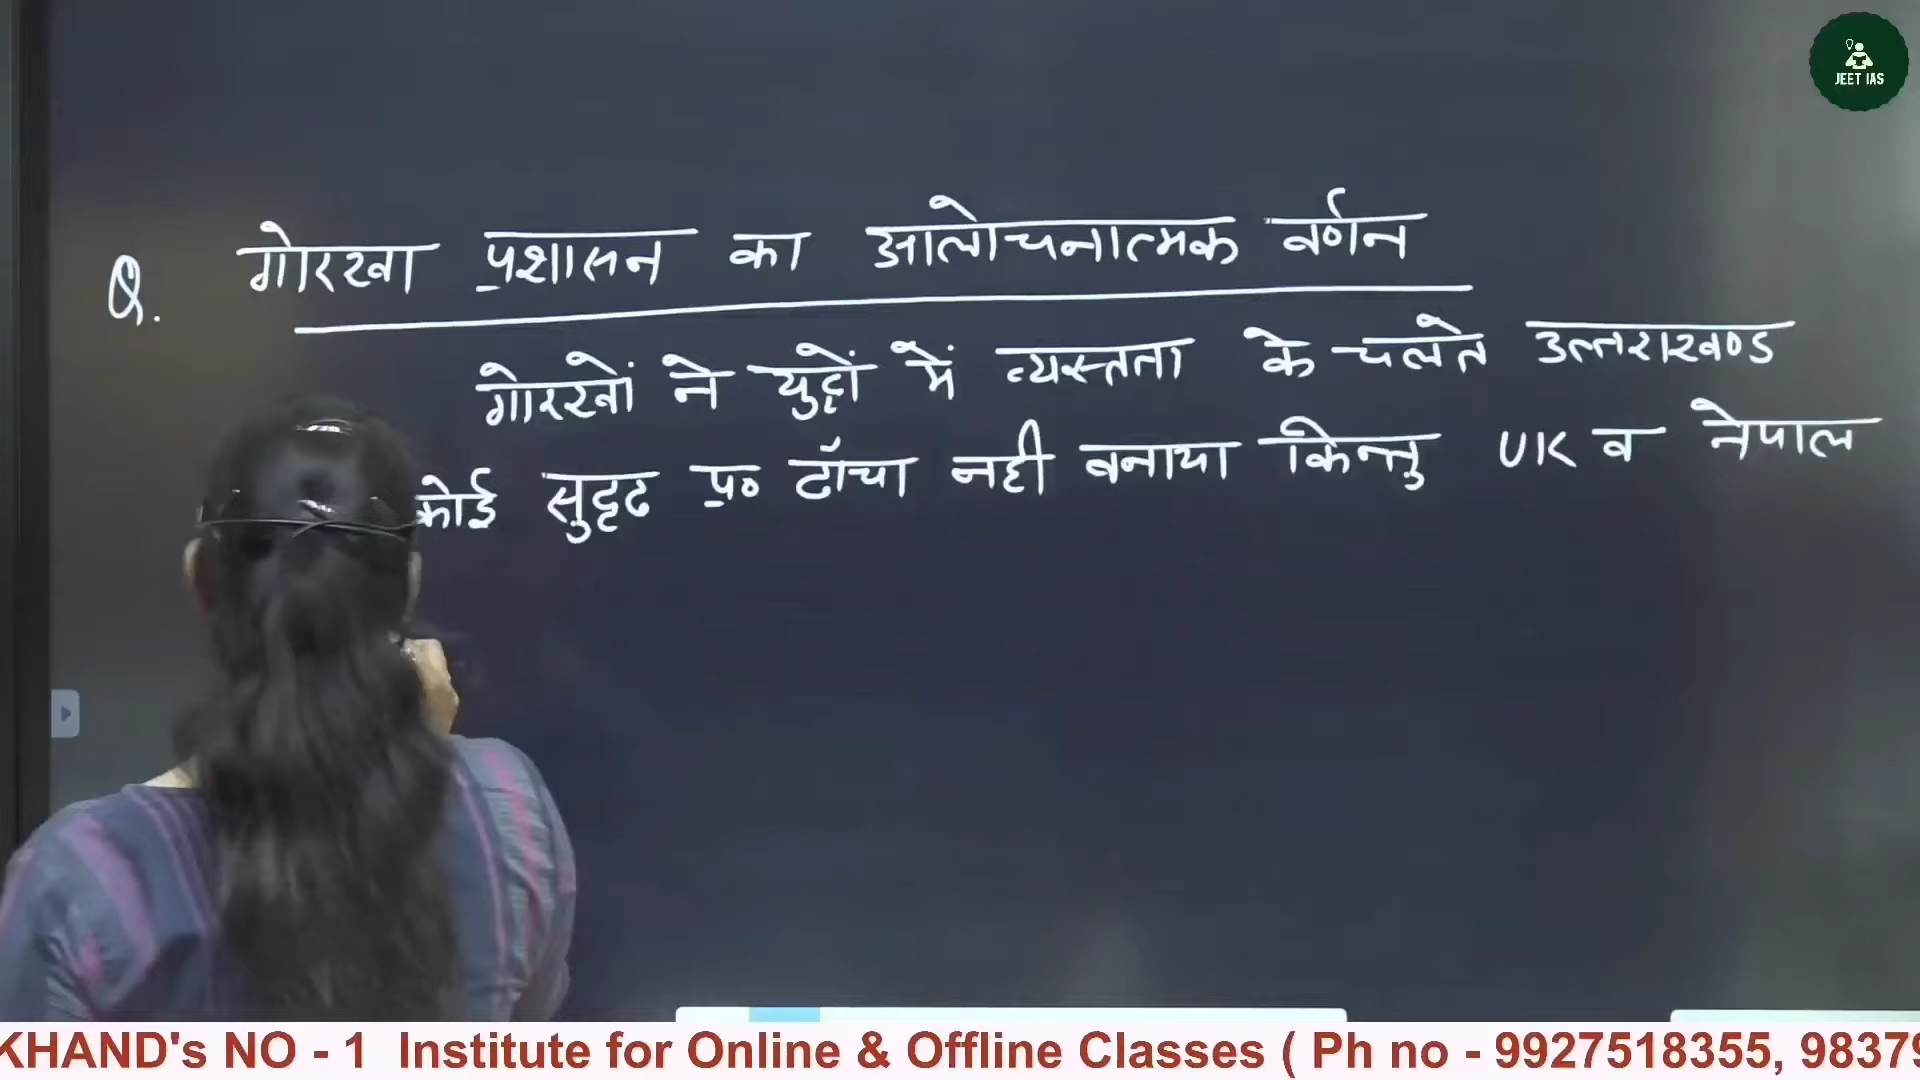 JEET IAS
Q. गोरखा प्रशासन का आलोचनात्मक वर्णन
गोरखों ने युद्दों में व्यस्तता के चलते उत्तराखण्ड
कोई सुदृढ प्र० ढाँचा नही बनाया किन्तु UK व नेपाल
KHAND's NO - 1 Institute for Online & Offline Classes ( Ph no - 9927518355, 9837